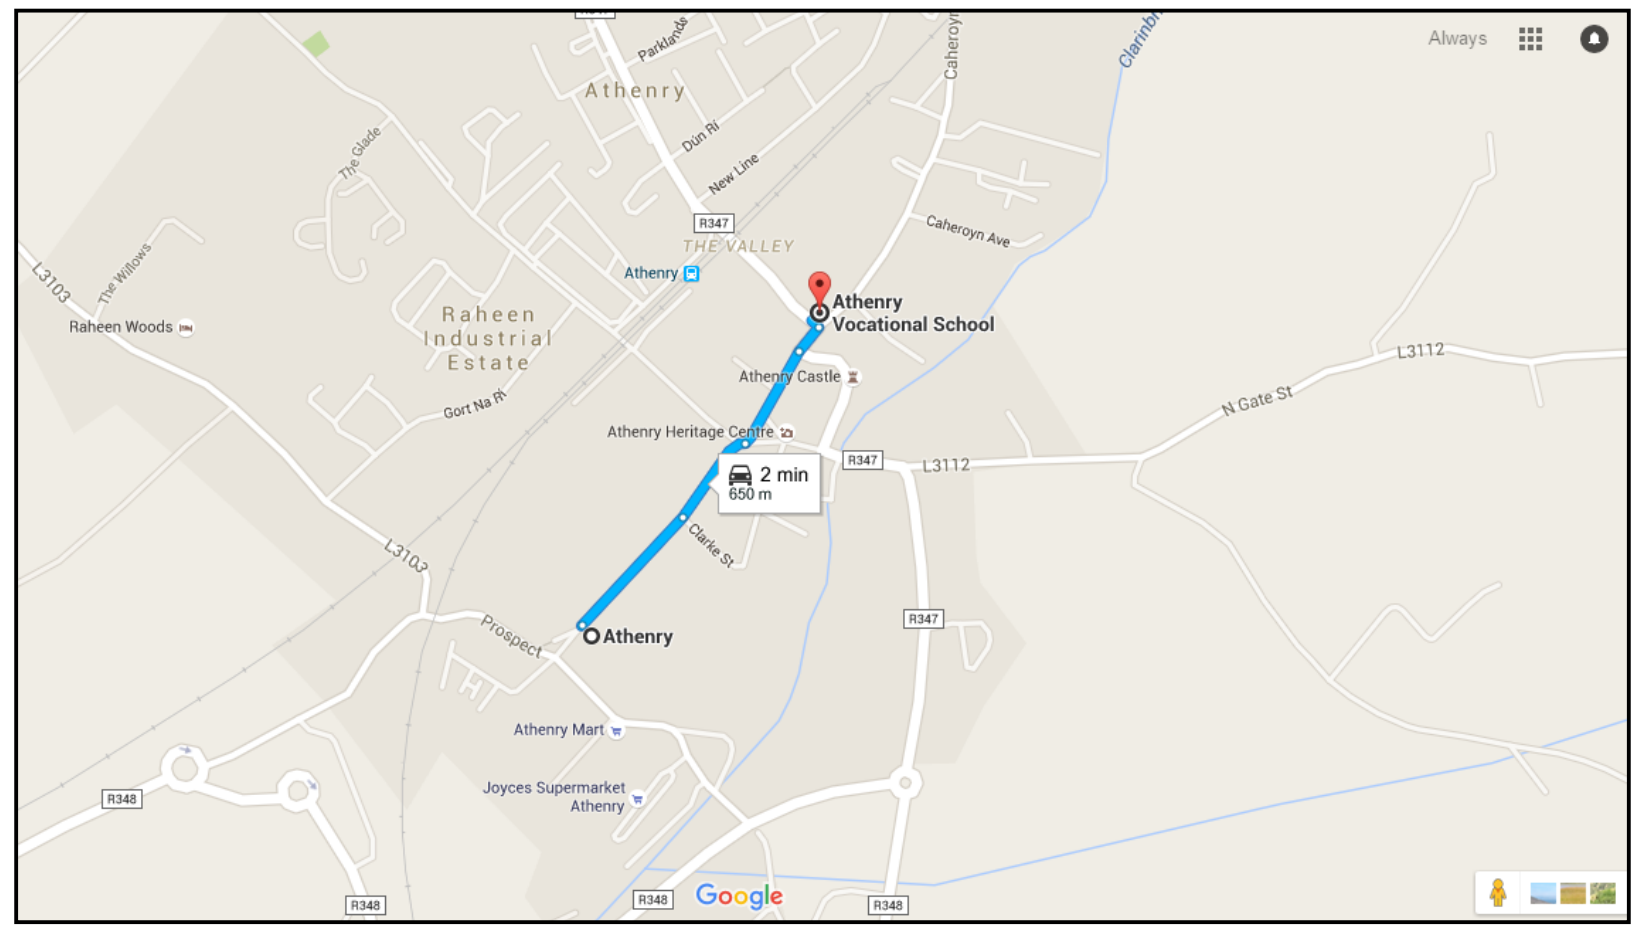 Parklands
Caheroyn
Clarinbr
Always
Athenry
The Glade
Dún Rí
New Line
R347
Caheroyn Ave
THE VALLEY
L3103
The Willows
Athenry
Athenry
Vocational School
Raheen Woods
Raheen
Industrial
Estate
L3112
Athenry Castle
Gort Na Rí
N Gate St
Athenry Heritage Centre
R347
L3112
2 min
650 m
Clarke St
L3103
R347
Prospect
Athenry
Athenry Mart
Joyces Supermarket
Athenry
R348
R348
R348
Google
R348